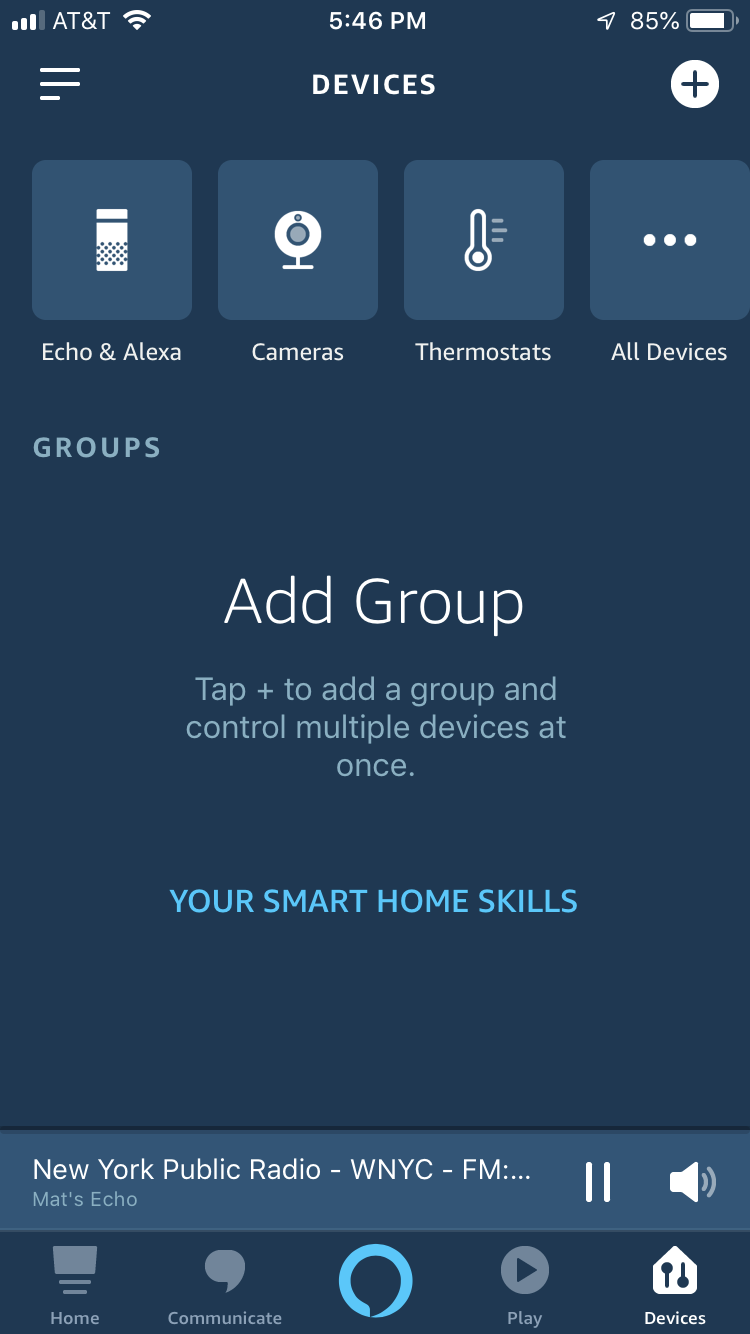 AT&T 5:46 PM 85%
DEVICES
Echo & Alexa Cameras Thermostats All Devices
GROUPS
Add Group
Tap + to add a group and
control multiple devices at
once.
YOUR SMART HOME SKILLS
New York Public Radio - WNYC - FM:...
Mat's Echo
Home Communicate Play Devices